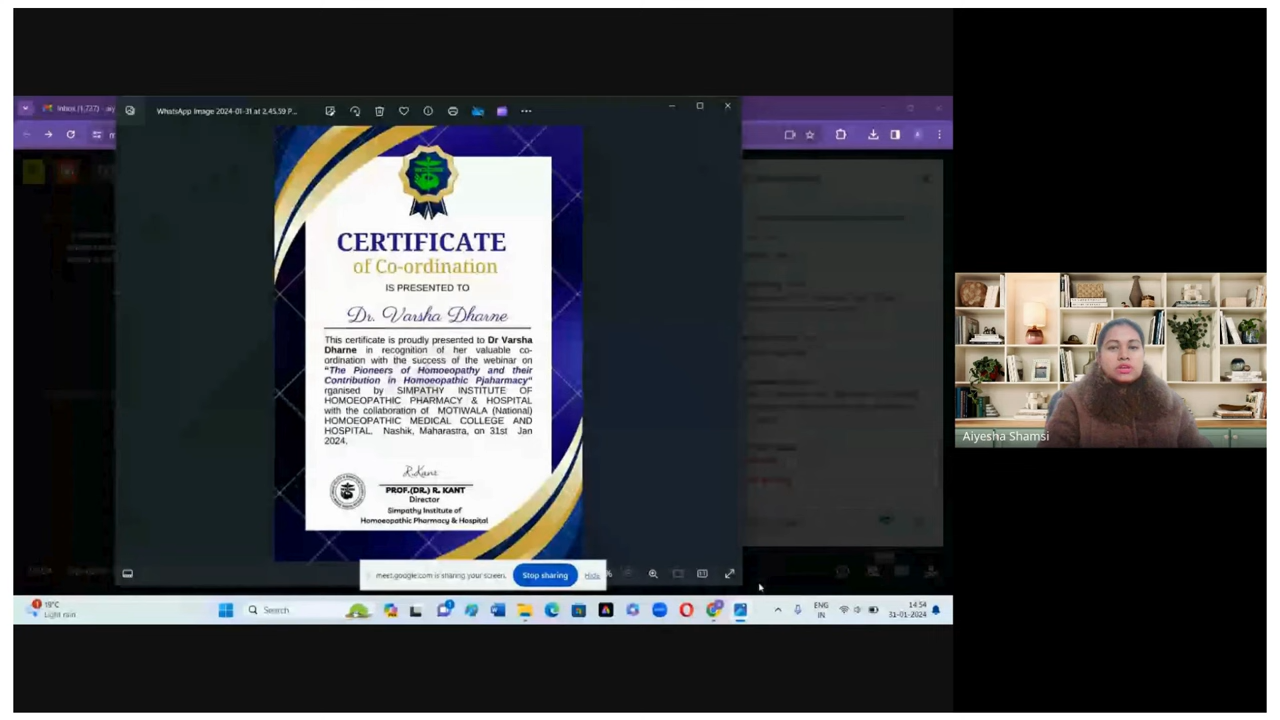 Inbox (1,727) - aiy
WhatsApp Image 2024-01-31 at 2.45.59 P...
CERTIFICATE
of Co-ordination
IS PRESENTED TO
Dr. Varsha Dharne
This certificate is proudly presented to Dr Varsha
Dharne in recognition of her valuable co-
ordination with the success of the webinar on
"The Pioneers of Homoeopathy and their
Contribution in Homoeopathic Pjaharmacy"
rganised by SIMPATHY INSTITUTE OF
HOMOEOPATHIC PHARMACY & HOSPITAL
with the collaboration of MOTIWALA (National)
HOMOEOPATHIC MEDICAL COLLEGE AND
HOSPITAL, Nashik, Maharastra, on 31st Jan
2024.
R.Kant
PROF.(DR.) R. KANT
Director
Simpathy Institute of
Homoeopathic Pharmacy & Hospital
meet.google.com is sharing your screen.
Stop sharing
Hide
%
Aiyesha Shamsi
19°C
Light rain
Search
ENG
IN
14:54
31-01-2024